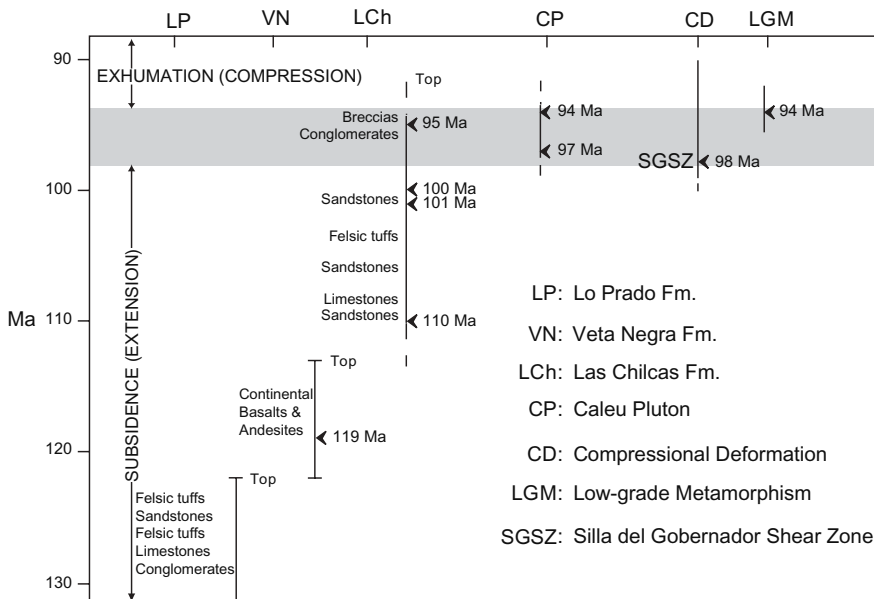 LP VN LCh CP CD LGM
90
EXHUMATION (COMPRESSION)
Top
Breccias
Conglomerates
95 Ma
94 Ma
97 Ma
94 Ma
SGSZ
98 Ma
100
100 Ma
Sandstones
101 Ma
Felsic tuffs
Sandstones
Limestones
Sandstones
110 Ma
Ma
110
SUBSIDENCE (EXTENSION)
Top
Continental
Basalts &
Andesites
119 Ma
120
Top
Felsic tuffs
Sandstones
Felsic tuffs
Limestones
Conglomerates
130
LP: Lo Prado Fm.
VN: Veta Negra Fm.
LCh: Las Chilcas Fm.
CP: Caleu Pluton
CD: Compressional Deformation
LGM: Low-grade Metamorphism
SGSZ: Silla del Gobernador Shear Zone